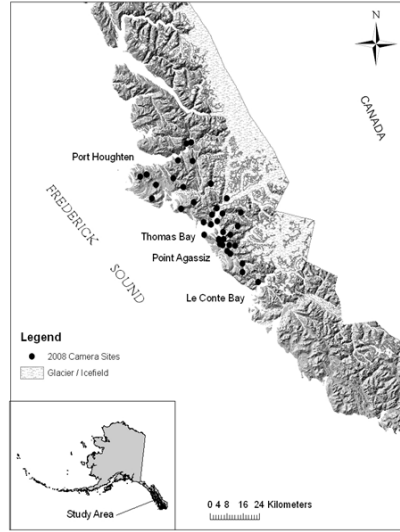 N
CANADA
Port Houghten
FREDERICK
SOUND
Thomas Bay
Point Agassiz
Le Conte Bay
Legend
2008 Camera Sites
Glacier / Icefield
Study Area
0 4 8 16 24 Kilometers